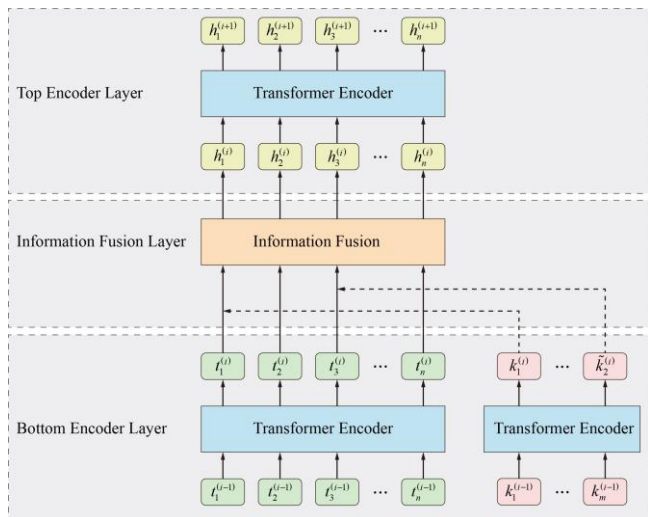 h₁⁽ⁱ⁺¹⁾ h₂⁽ⁱ⁺¹⁾ h₃⁽ⁱ⁺¹⁾ ··· hₙ⁽ⁱ⁺¹⁾
Top Encoder Layer
Transformer Encoder
h₁⁽ⁱ⁾ h₂⁽ⁱ⁾ h₃⁽ⁱ⁾ ··· hₙ⁽ⁱ⁾
Information Fusion Layer
Information Fusion
t₁⁽ⁱ⁾ t₂⁽ⁱ⁾ t₃⁽ⁱ⁾ ··· tₙ⁽ⁱ⁾ k₁⁽ⁱ⁾ ··· k̃₂⁽ⁱ⁾
Bottom Encoder Layer
Transformer Encoder
Transformer Encoder
t₁⁽ⁱ⁻¹⁾ t₂⁽ⁱ⁻¹⁾ t₃⁽ⁱ⁻¹⁾ ··· tₙ⁽ⁱ⁻¹⁾ k₁⁽ⁱ⁻¹⁾ ··· kₘ⁽ⁱ⁻¹⁾